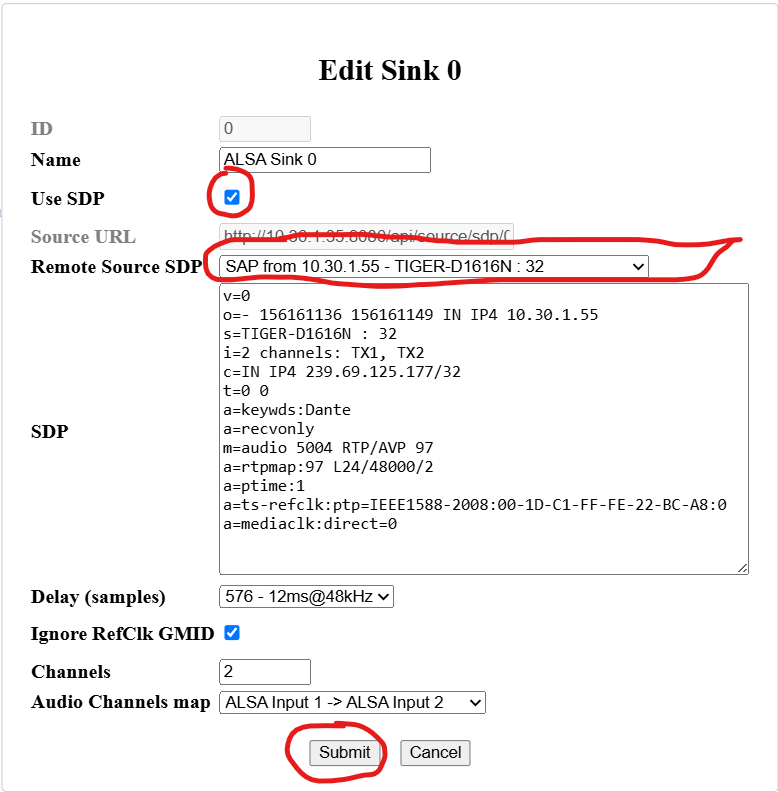 Edit Sink 0
ID 0
Name ALSA Sink 0
Use SDP
Source URL http://10.30.1.35:8080/api/source/sdp/0
Remote Source SDP SAP from 10.30.1.55 - TIGER-D1616N : 32
v=0
o=- 156161136 156161149 IN IP4 10.30.1.55
s=TIGER-D1616N : 32
i=2 channels: TX1, TX2
c=IN IP4 239.69.125.177/32
t=0 0
a=keywds:Dante
a=recvonly
SDP
m=audio 5004 RTP/AVP 97
a=rtpmap:97 L24/48000/2
a=ptime:1
a=ts-refclk:ptp=IEEE1588-2008:00-1D-C1-FF-FE-22-BC-A8:0
a=mediaclk:direct=0
Delay (samples) 576 - 12ms@48kHz
Ignore RefClk GMID
Channels 2
Audio Channels map ALSA Input 1 -> ALSA Input 2
Submit Cancel